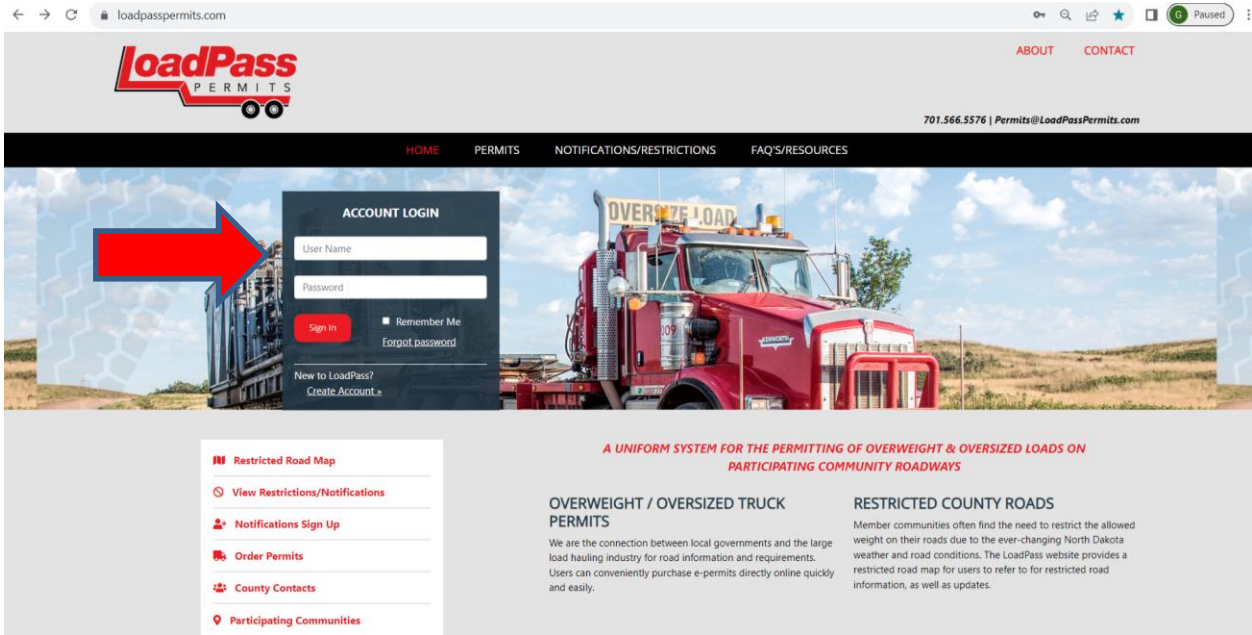 loadpasspermits.com
G Paused
LoadPass
PERMITS
ABOUT CONTACT
701.566.5576 | Permits@LoadPassPermits.com
HOME PERMITS NOTIFICATIONS/RESTRICTIONS FAQ'S/RESOURCES
ACCOUNT LOGIN
User Name
Password
Sign In
Remember Me
Forgot password
New to LoadPass?
Create Account »
OVERSIZE LOAD
009
KENWORTH
Restricted Road Map
View Restrictions/Notifications
Notifications Sign Up
Order Permits
County Contacts
Participating Communities
A UNIFORM SYSTEM FOR THE PERMITTING OF OVERWEIGHT & OVERSIZED LOADS ON
PARTICIPATING COMMUNITY ROADWAYS
OVERWEIGHT / OVERSIZED TRUCK
PERMITS
We are the connection between local governments and the large
load hauling industry for road information and requirements.
Users can conveniently purchase e-permits directly online quickly
and easily.
RESTRICTED COUNTY ROADS
Member communities often find the need to restrict the allowed
weight on their roads due to the ever-changing North Dakota
weather and road conditions. The LoadPass website provides a
restricted road map for users to refer to for restricted road
information, as well as updates.